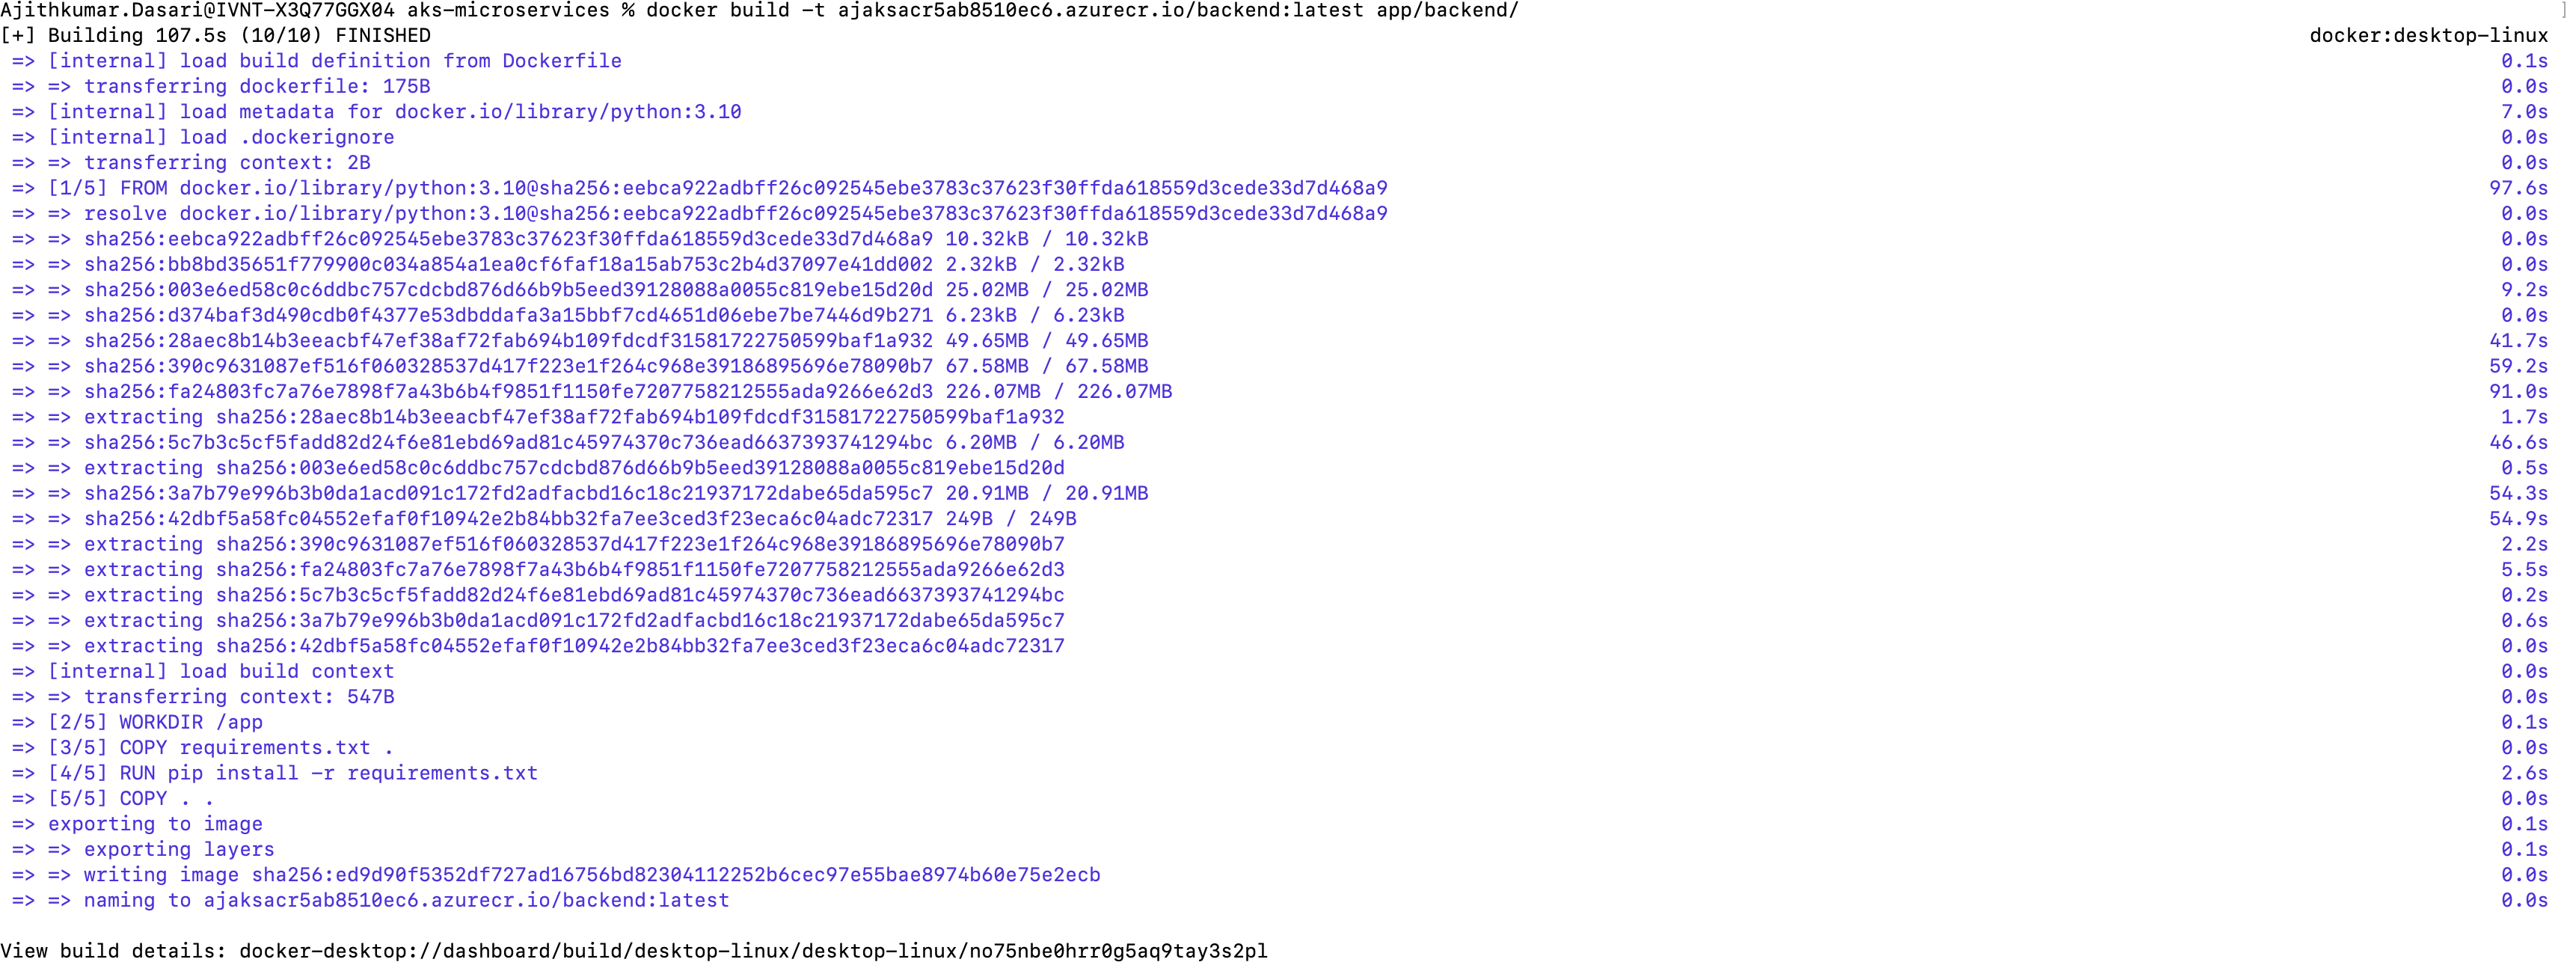 Ajithkumar.Dasari@IVNT-X3Q77GGX04 aks-microservices % docker build -t ajaksacr5ab8510ec6.azurecr.io/backend:latest app/backend/ ]
[+] Building 107.5s (10/10) FINISHED docker:desktop-linux
=> [internal] load build definition from Dockerfile 0.1s
=> => transferring dockerfile: 175B 0.0s
=> [internal] load metadata for docker.io/library/python:3.10 7.0s
=> [internal] load .dockerignore 0.0s
=> => transferring context: 2B 0.0s
=> [1/5] FROM docker.io/library/python:3.10@sha256:eebca922adbff26c092545ebe3783c37623f30ffda618559d3cede33d7d468a9 97.6s
=> => resolve docker.io/library/python:3.10@sha256:eebca922adbff26c092545ebe3783c37623f30ffda618559d3cede33d7d468a9 0.0s
=> => sha256:eebca922adbff26c092545ebe3783c37623f30ffda618559d3cede33d7d468a9 10.32kB / 10.32kB 0.0s
=> => sha256:bb8bd35651f779900c034a854a1ea0cf6faf18a15ab753c2b4d37097e41dd002 2.32kB / 2.32kB 0.0s
=> => sha256:003e6ed58c0c6ddbc757cdcbd876d66b9b5eed39128088a0055c819ebe15d20d 25.02MB / 25.02MB 9.2s
=> => sha256:d374baf3d490cdb0f4377e53dbddafa3a15bbf7cd4651d06ebe7be7446d9b271 6.23kB / 6.23kB 0.0s
=> => sha256:28aec8b14b3eeacbf47ef38af72fab694b109fdcdf31581722750599baf1a932 49.65MB / 49.65MB 41.7s
=> => sha256:390c9631087ef516f060328537d417f223e1f264c968e39186895696e78090b7 67.58MB / 67.58MB 59.2s
=> => sha256:fa24803fc7a76e7898f7a43b6b4f9851f1150fe7207758212555ada9266e62d3 226.07MB / 226.07MB 91.0s
=> => extracting sha256:28aec8b14b3eeacbf47ef38af72fab694b109fdcdf31581722750599baf1a932 1.7s
=> => sha256:5c7b3c5cf5fadd82d24f6e81ebd69ad81c45974370c736ead6637393741294bc 6.20MB / 6.20MB 46.6s
=> => extracting sha256:003e6ed58c0c6ddbc757cdcbd876d66b9b5eed39128088a0055c819ebe15d20d 0.5s
=> => sha256:3a7b79e996b3b0da1acd091c172fd2adfacbd16c18c21937172dabe65da595c7 20.91MB / 20.91MB 54.3s
=> => sha256:42dbf5a58fc04552efaf0f10942e2b84bb32fa7ee3ced3f23eca6c04adc72317 249B / 249B 54.9s
=> => extracting sha256:390c9631087ef516f060328537d417f223e1f264c968e39186895696e78090b7 2.2s
=> => extracting sha256:fa24803fc7a76e7898f7a43b6b4f9851f1150fe7207758212555ada9266e62d3 5.5s
=> => extracting sha256:5c7b3c5cf5fadd82d24f6e81ebd69ad81c45974370c736ead6637393741294bc 0.2s
=> => extracting sha256:3a7b79e996b3b0da1acd091c172fd2adfacbd16c18c21937172dabe65da595c7 0.6s
=> => extracting sha256:42dbf5a58fc04552efaf0f10942e2b84bb32fa7ee3ced3f23eca6c04adc72317 0.0s
=> [internal] load build context 0.0s
=> => transferring context: 547B 0.0s
=> [2/5] WORKDIR /app 0.1s
=> [3/5] COPY requirements.txt . 0.0s
=> [4/5] RUN pip install -r requirements.txt 2.6s
=> [5/5] COPY . . 0.0s
=> exporting to image 0.1s
=> => exporting layers 0.1s
=> => writing image sha256:ed9d90f5352df727ad16756bd82304112252b6cec97e55bae8974b60e75e2ecb 0.0s
=> => naming to ajaksacr5ab8510ec6.azurecr.io/backend:latest 0.0s
View build details: docker-desktop://dashboard/build/desktop-linux/desktop-linux/no75nbe0hrr0g5aq9tay3s2pl